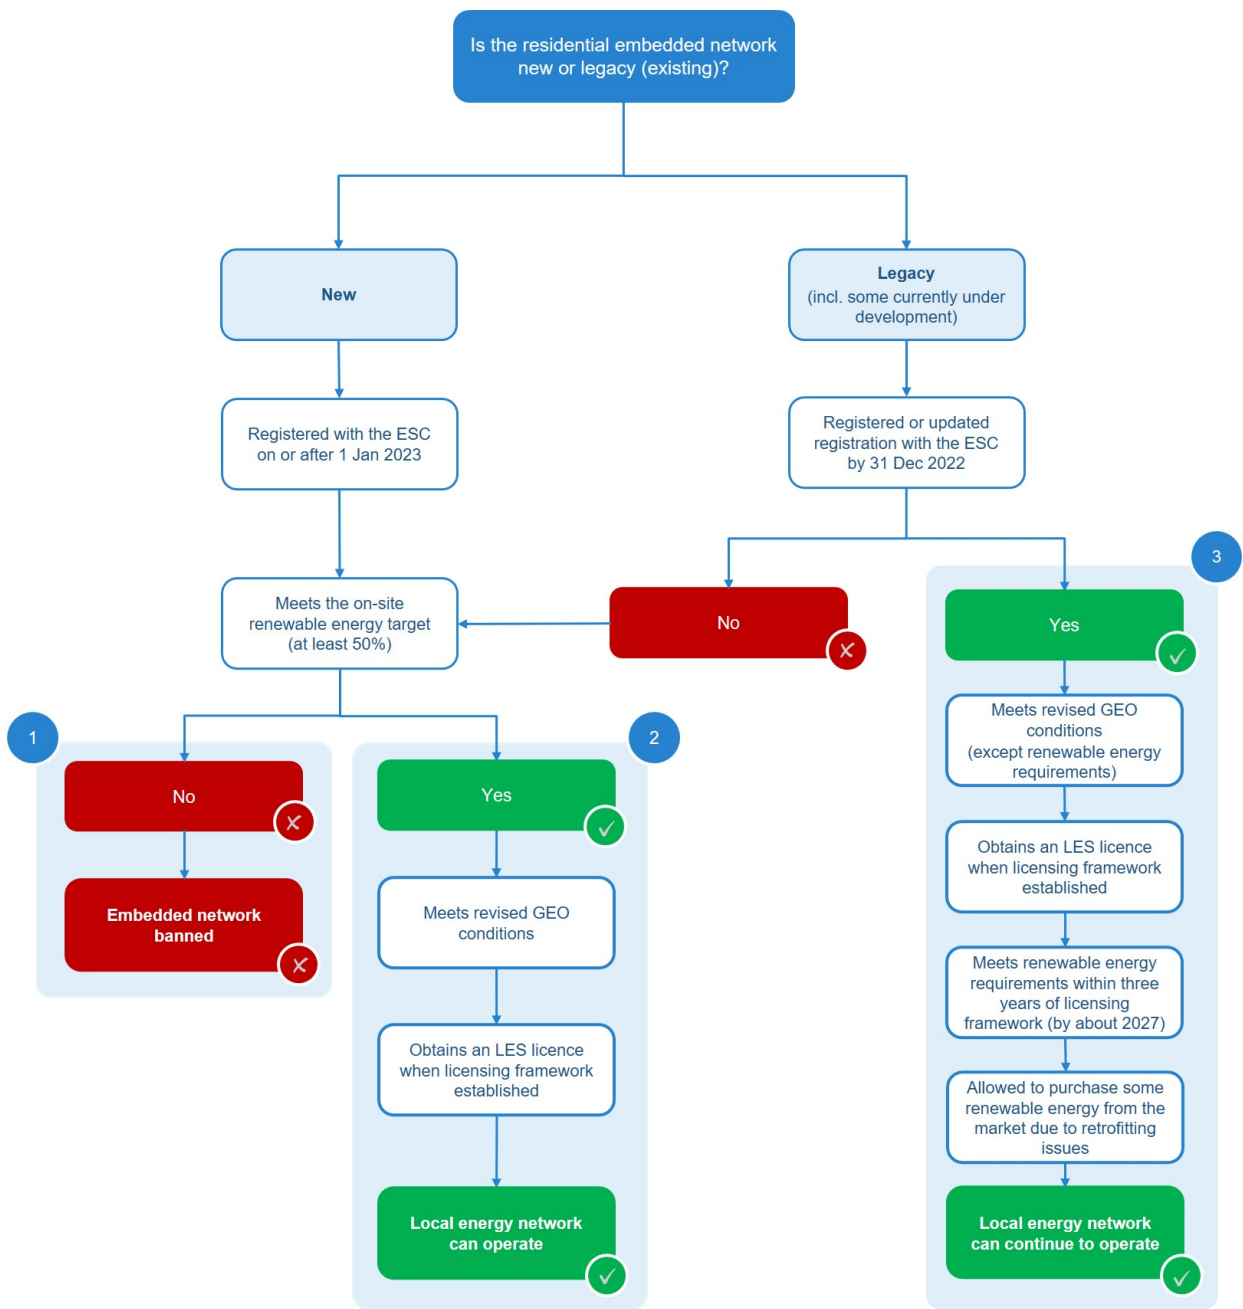 Is the residential embedded network
new or legacy (existing)?
New
Legacy
(incl. some currently under
development)
Registered with the ESC
on or after 1 Jan 2023
Registered or updated
registration with the ESC
by 31 Dec 2022
Meets the on-site
renewable energy target
(at least 50%)
No
3
Yes
1
No
Embedded network
banned
2
Yes
Meets revised GEO
conditions
Obtains an LES licence
when licensing framework
established
Local energy network
can operate
Meets revised GEO
conditions
(except renewable energy
requirements)
Obtains an LES licence
when licensing framework
established
Meets renewable energy
requirements within three
years of licensing
framework (by about 2027)
Allowed to purchase some
renewable energy from the
market due to retrofitting
issues
Local energy network
can continue to operate